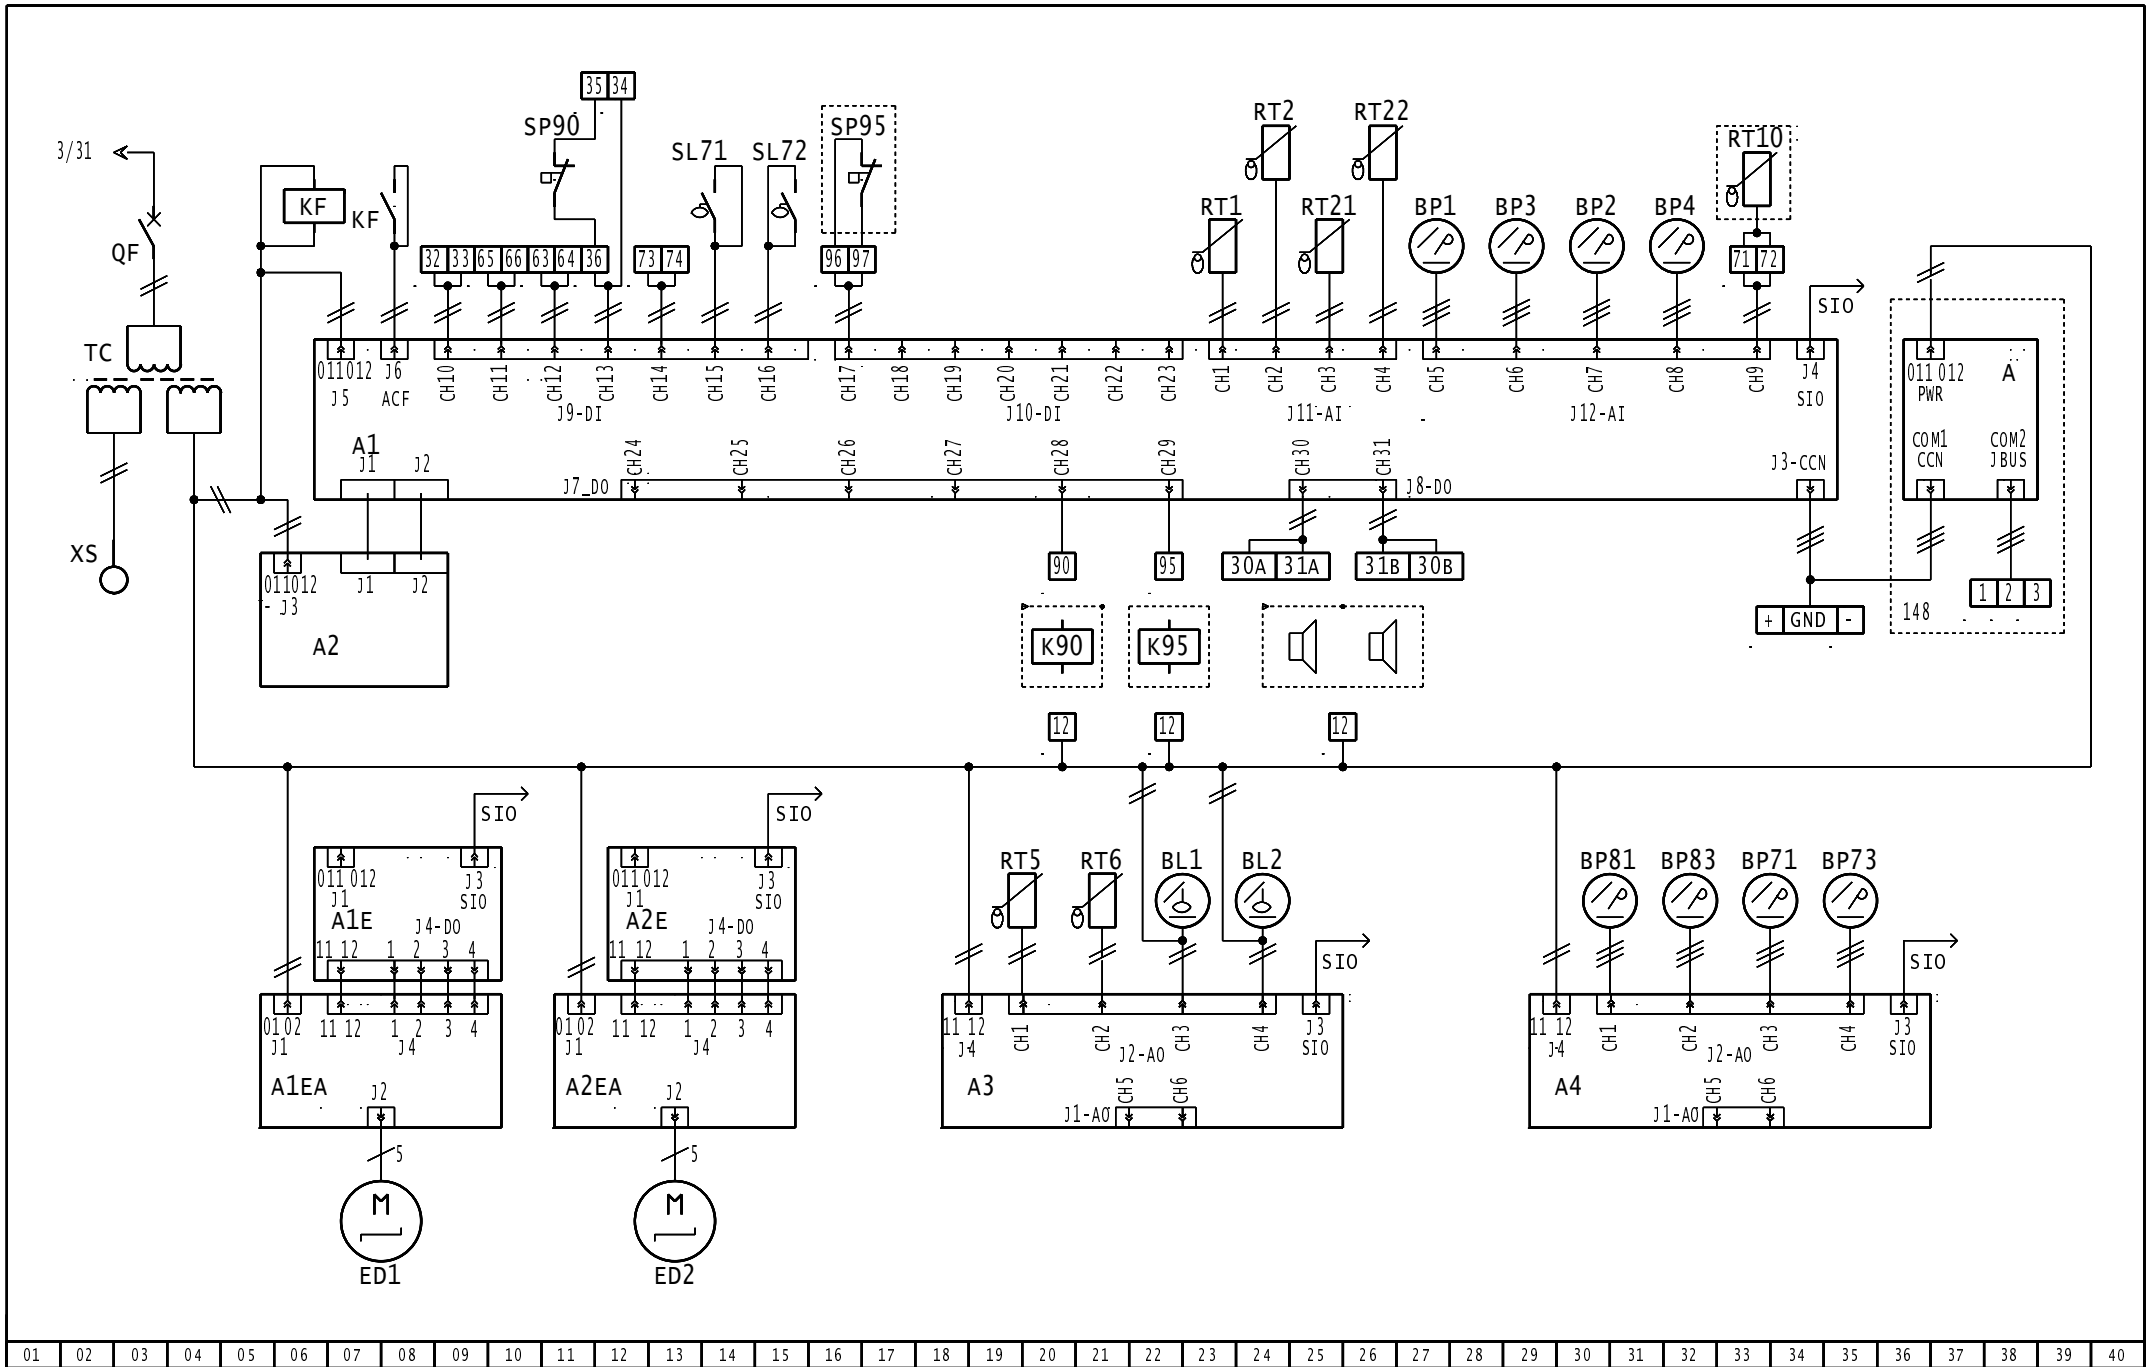 35 34
SP90
SP95
RT2
RT22
RT10
3/31
SL71
SL72
KF
KF
RT1
RT21
BP1
BP3
BP2
BP4
QF
32 33 65 66 63 64 36
73 74
96 97
71 72
SIO
TC
011 012
J5
J6
ACF
CH10
CH11
CH12
CH13
CH14
CH15
CH16
CH17
CH18
CH19
CH20
CH21
CH22
CH23
CH1
CH2
CH3
CH4
CH5
CH6
CH7
CH8
CH9
J4
SIO
011 012
PWR
A
J9-DI
J10-DI
J11-AI
J12-AI
A1
J1
J2
CH24
CH25
CH26
CH27
CH28
CH29
CH30
CH31
J7_DO
J8-DO
J3-CCN
COM1
CCN
COM2
JBUS
XS
011012
J3
J1
J2
A2
90
95
30A 31A
31B 30B
1 2 3
+ GND -
148
K90
K95
12
12
12
SIO
SIO
011 012
J1
J3
SIO
A1E
J4-DO
11 12 1 2 3 4
011 012
J1
J3
SIO
A2E
J4-DO
11 12 1 2 3 4
RT5
RT6
BL1
BL2
BP81
BP83
BP71
BP73
SIO
SIO
01 02
J1
11 12 1 2 3 4
J4
A1EA
J2
01 02
J1
11 12 1 2 3 4
J4
A2EA
J2
11 12
J4
CH1
CH2
CH3
CH4
J3
SIO
J2-AO
A3
CH5
CH6
J1-AO
11 12
J4
CH1
CH2
CH3
CH4
J3
SIO
J2-AO
A4
CH5
CH6
J1-AO
5
5
M
M
ED1
ED2
01 02 03 04 05 06 07 08 09 10 11 12 13 14 15 16 17 18 19 20 21 22 23 24 25 26 27 28 29 30 31 32 33 34 35 36 37 38 39 40